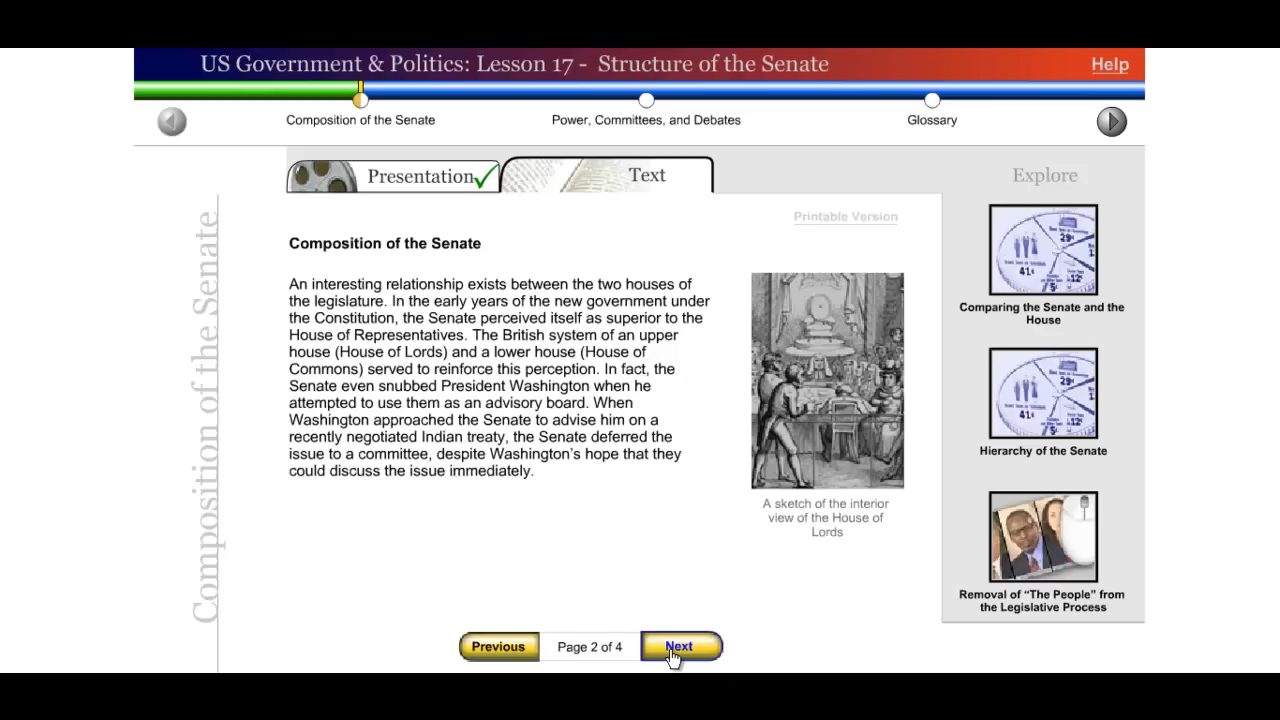 US Government & Politics: Lesson 17 - Structure of the Senate
Help
Composition of the Senate
Power, Committees, and Debates
Glossary
Presentation
Text
Explore
Composition of the Senate
Printable Version
Composition of the Senate
An interesting relationship exists between the two houses of
the legislature. In the early years of the new government under
the Constitution, the Senate perceived itself as superior to the
House of Representatives. The British system of an upper
house (House of Lords) and a lower house (House of
Commons) served to reinforce this perception. In fact, the
Senate even snubbed President Washington when he
attempted to use them as an advisory board. When
Washington approached the Senate to advise him on a
recently negotiated Indian treaty, the Senate deferred the
issue to a committee, despite Washington's hope that they
could discuss the issue immediately.
A sketch of the interior
view of the House of
Lords
29¢
41¢
12¢
5¢
Comparing the Senate and the
House
29¢
41¢
12¢
5¢
Hierarchy of the Senate
Removal of “The People” from
the Legislative Process
Previous
Page 2 of 4
Next